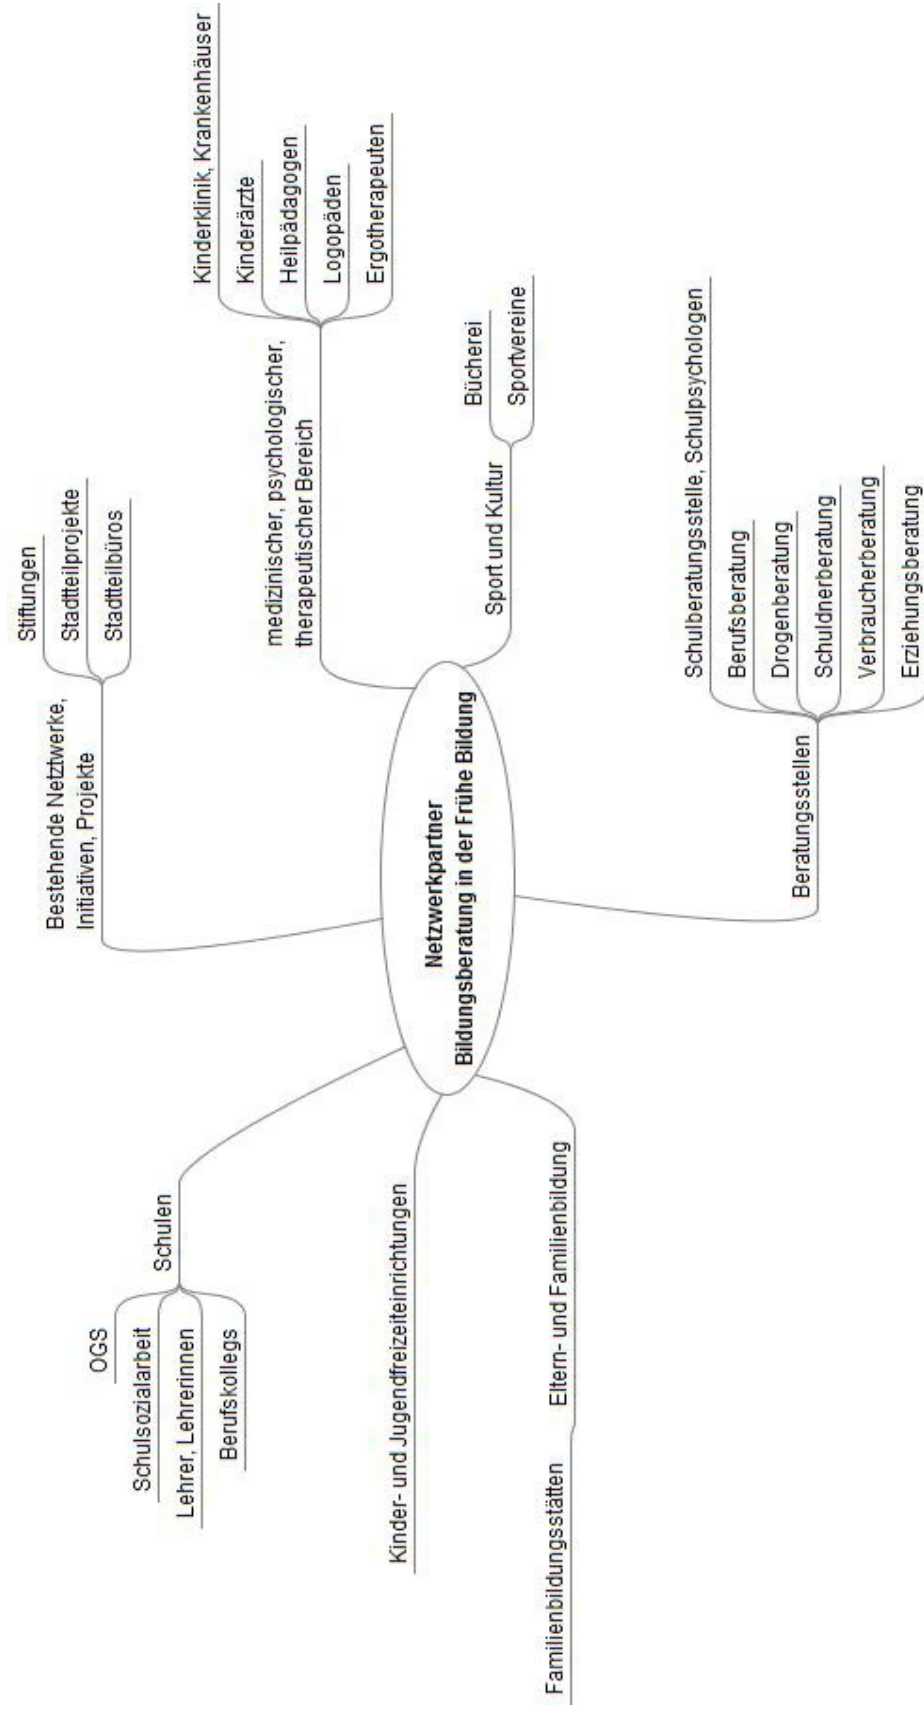 Netzwerkpartner
Bildungsberatung in der Frühe Bildung
Schulen
OGS
Schulsozialarbeit
Lehrer, Lehrerinnen
Berufskollegs
Kinder- und Jugendfreizeiteinrichtungen
Eltern- und Familienbildung
Familienbildungsstätten
Bestehende Netztwerke,
Initiativen, Projekte
Stiftungen
Stadtteilprojekte
Stadtteilbüros
medizinischer, psychologischer,
therapeutischer Bereich
Kinderklinik, Krankenhäuser
Kinderärzte
Heilpädagogen
Logopäden
Ergotherapeuten
Sport und Kultur
Bücherei
Sportvereine
Beratungsstellen
Schulberatungsstelle, Schulpsychologen
Berufsberatung
Drogenberatung
Schuldnerberatung
Verbraucherberatung
Erziehungsberatung